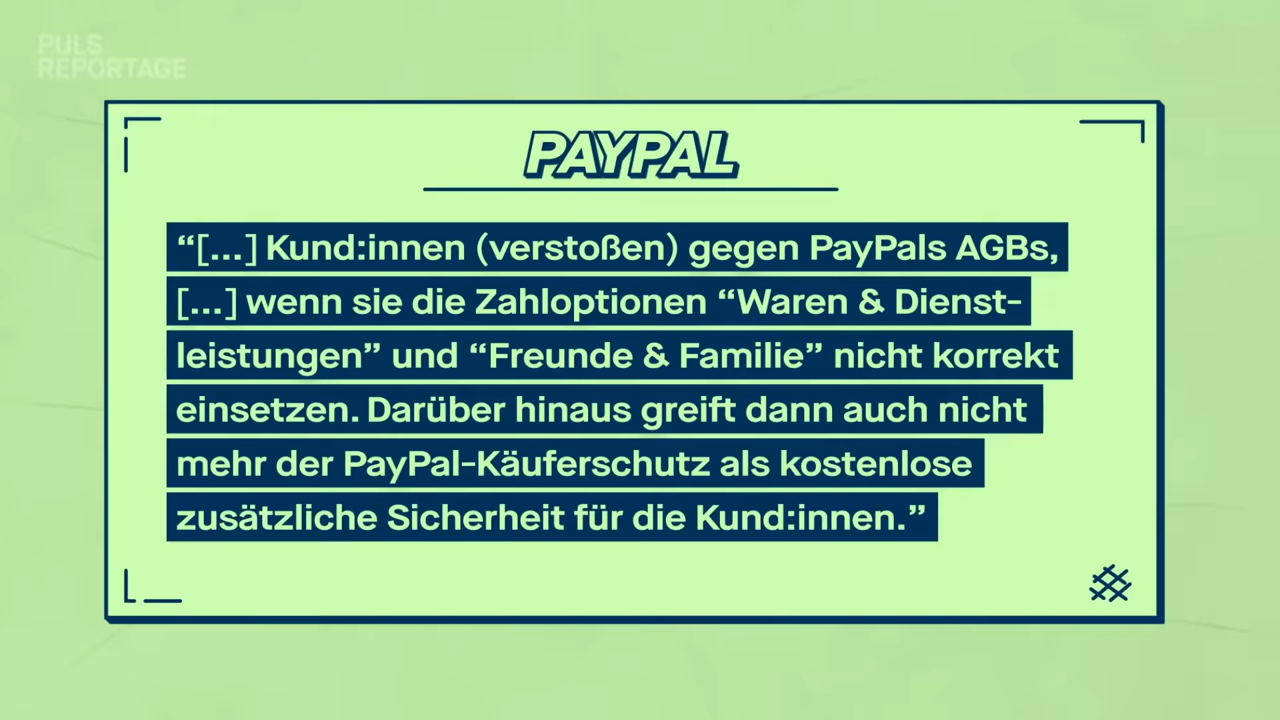 PULS
REPORTAGE
PAYPAL
“[...] Kund:innen (verstoßen) gegen PayPals AGBs,
[...] wenn sie die Zahloptionen “Waren & Dienst-
leistungen” und “Freunde & Familie” nicht korrekt
einsetzen. Darüber hinaus greift dann auch nicht
mehr der PayPal-Käuferschutz als kostenlose
zusätzliche Sicherheit für die Kund:innen.”